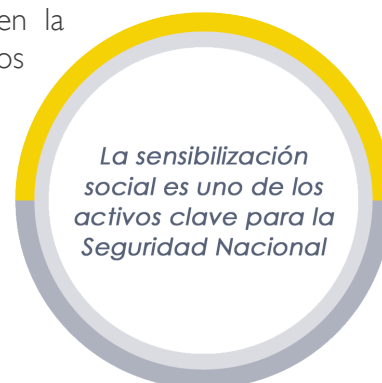 en la
os
La sensibilización
social es uno de los
activos clave para la
Seguridad Nacional